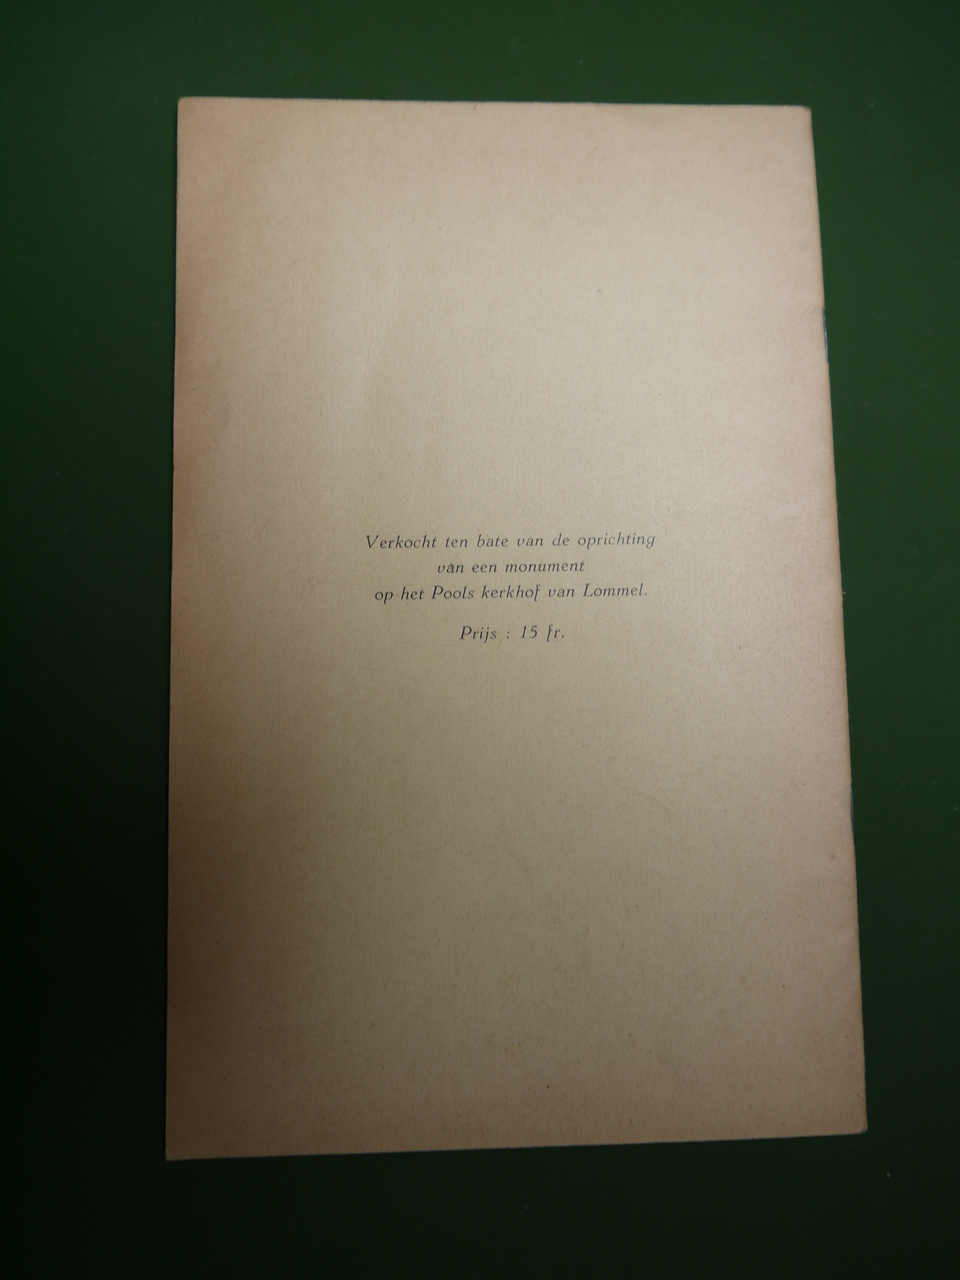 Verkocht ten bate van de oprichting
van een monument
op het Pools kerkhof van Lommel.
Prijs : 15 fr.